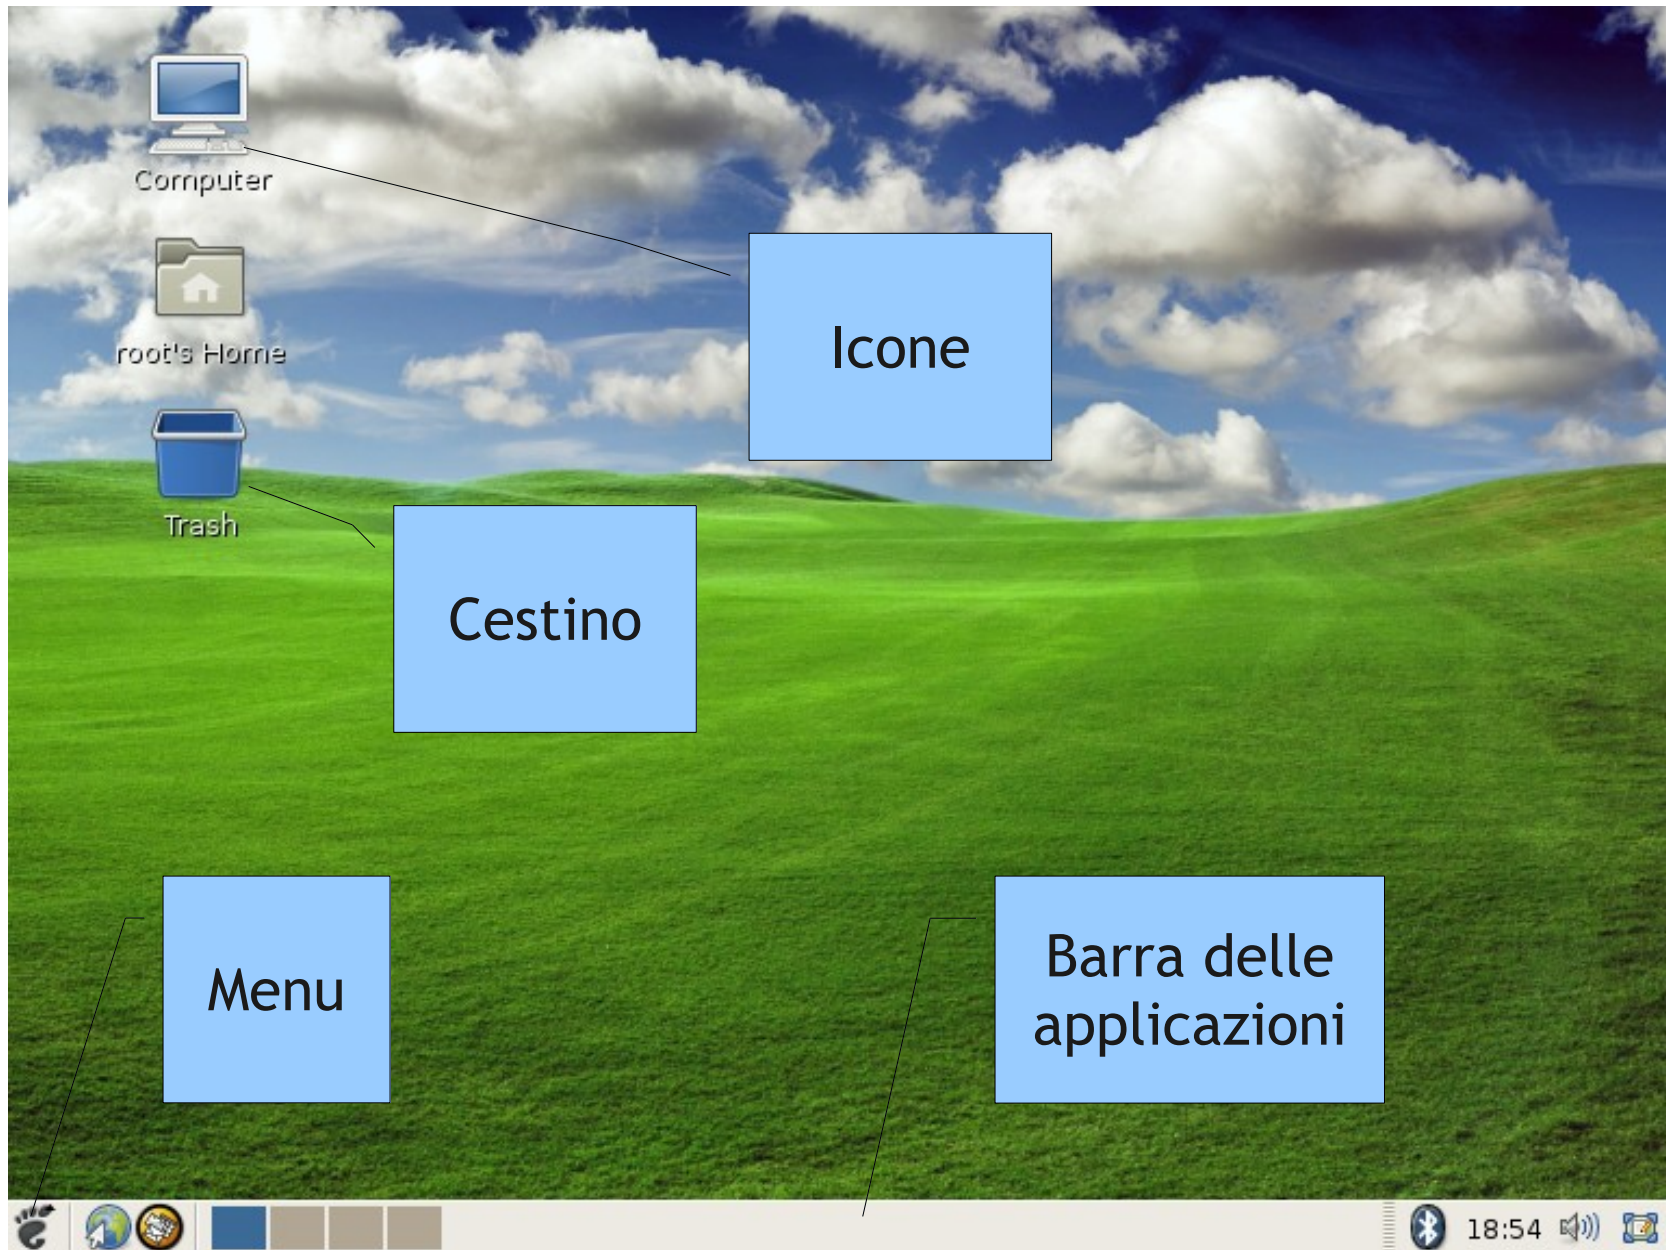 Computer
root's Home
Trash
Icone
Cestino
Menu
Barra delle
applicazioni
18:54